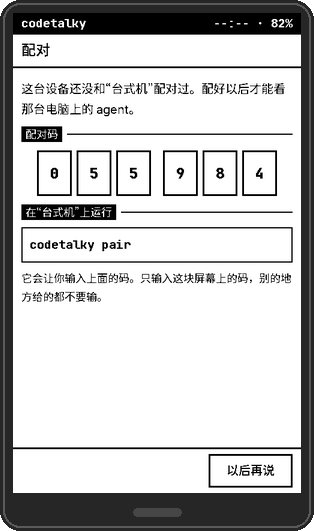 codetalky --:-- · 82%
配对
这台设备还没和“台式机”配对过。配好以后才能看
那台电脑上的 agent。
配对码
0 5 5 9 8 4
在“台式机”上运行
codetalky pair
它会让你输入上面的码。只输入这块屏幕上的码，别的地
方给的都不要输。
以后再说